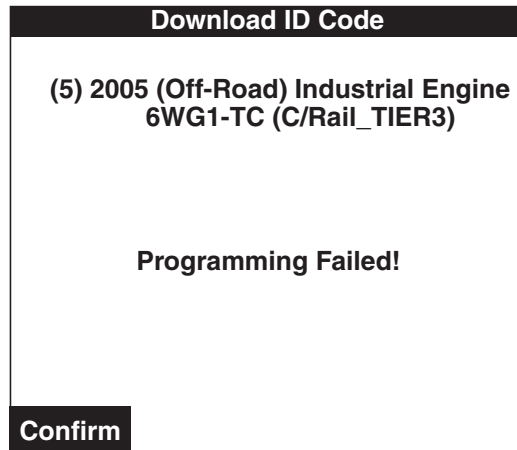 Download ID Code
(5) 2005 (Off-Road) Industrial Engine
6WG1-TC (C/Rail_TIER3)
Programming Failed!
Confirm